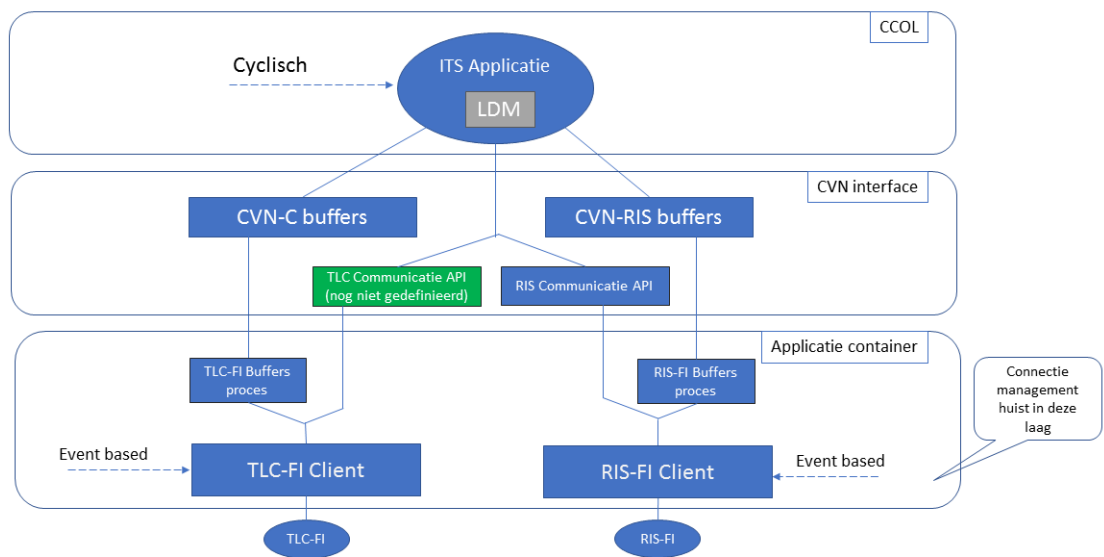 CCOL
ITS Applicatie
Cyclisch
LDM
CVN interface
CVN-C buffers
CVN-RIS buffers
TLC Communicatie API
(nog niet gedefinieerd)
RIS Communicatie API
Applicatie container
TLC-FI Buffers
proces
RIS-FI Buffers
proces
Connectie
management
huist in deze
laag
Event based
TLC-FI Client
RIS-FI Client
Event based
TLC-FI
RIS-FI